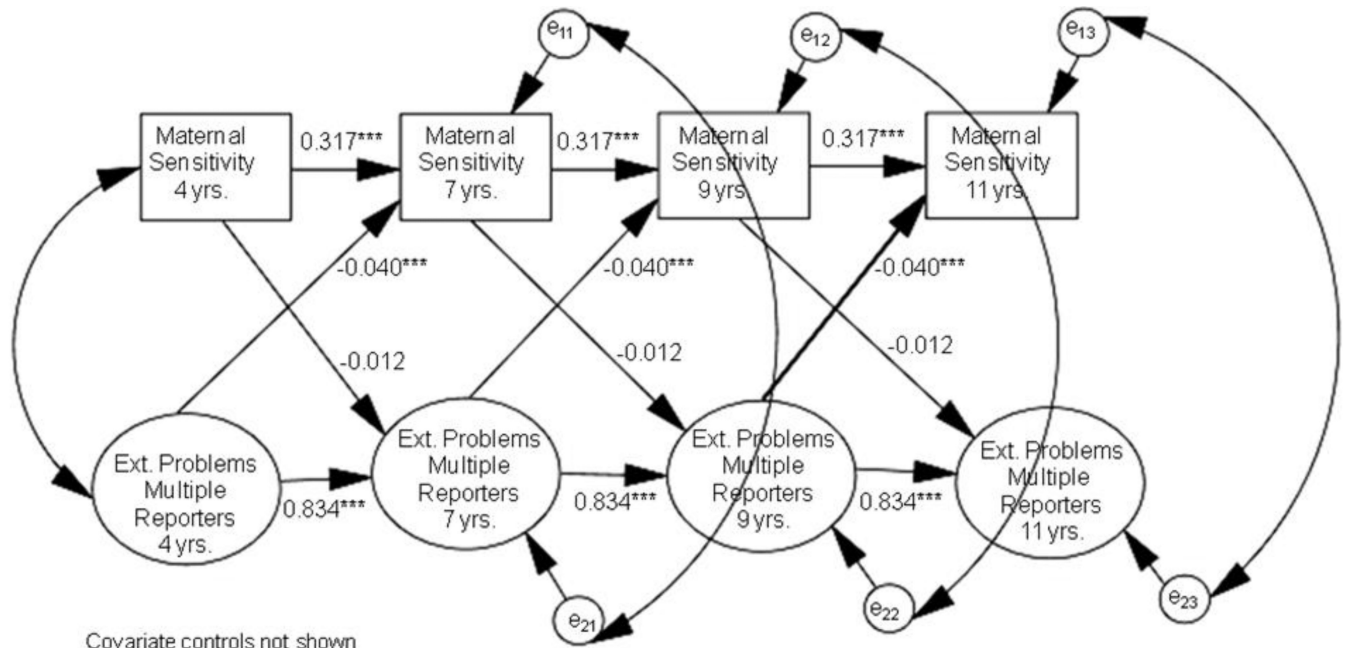 e11
e12
e13
Maternal
Sensitivity
4 yrs.
0.317***
Maternal
Sensitivity
7 yrs.
0.317***
Maternal
Sensitivity
9 yrs.
0.317***
Maternal
Sensitivity
11 yrs.
-0.040***
-0.040***
-0.040***
-0.012
-0.012
-0.012
Ext. Problems
Multiple
Reporters
4 yrs.
0.834***
Ext. Problems
Multiple
Reporters
7 yrs.
0.834***
Ext. Problems
Multiple
Reporters
9 yrs.
0.834***
Ext. Problems
Multiple
Reporters
11 yrs.
e21
e22
e23
Covariate controls not shown